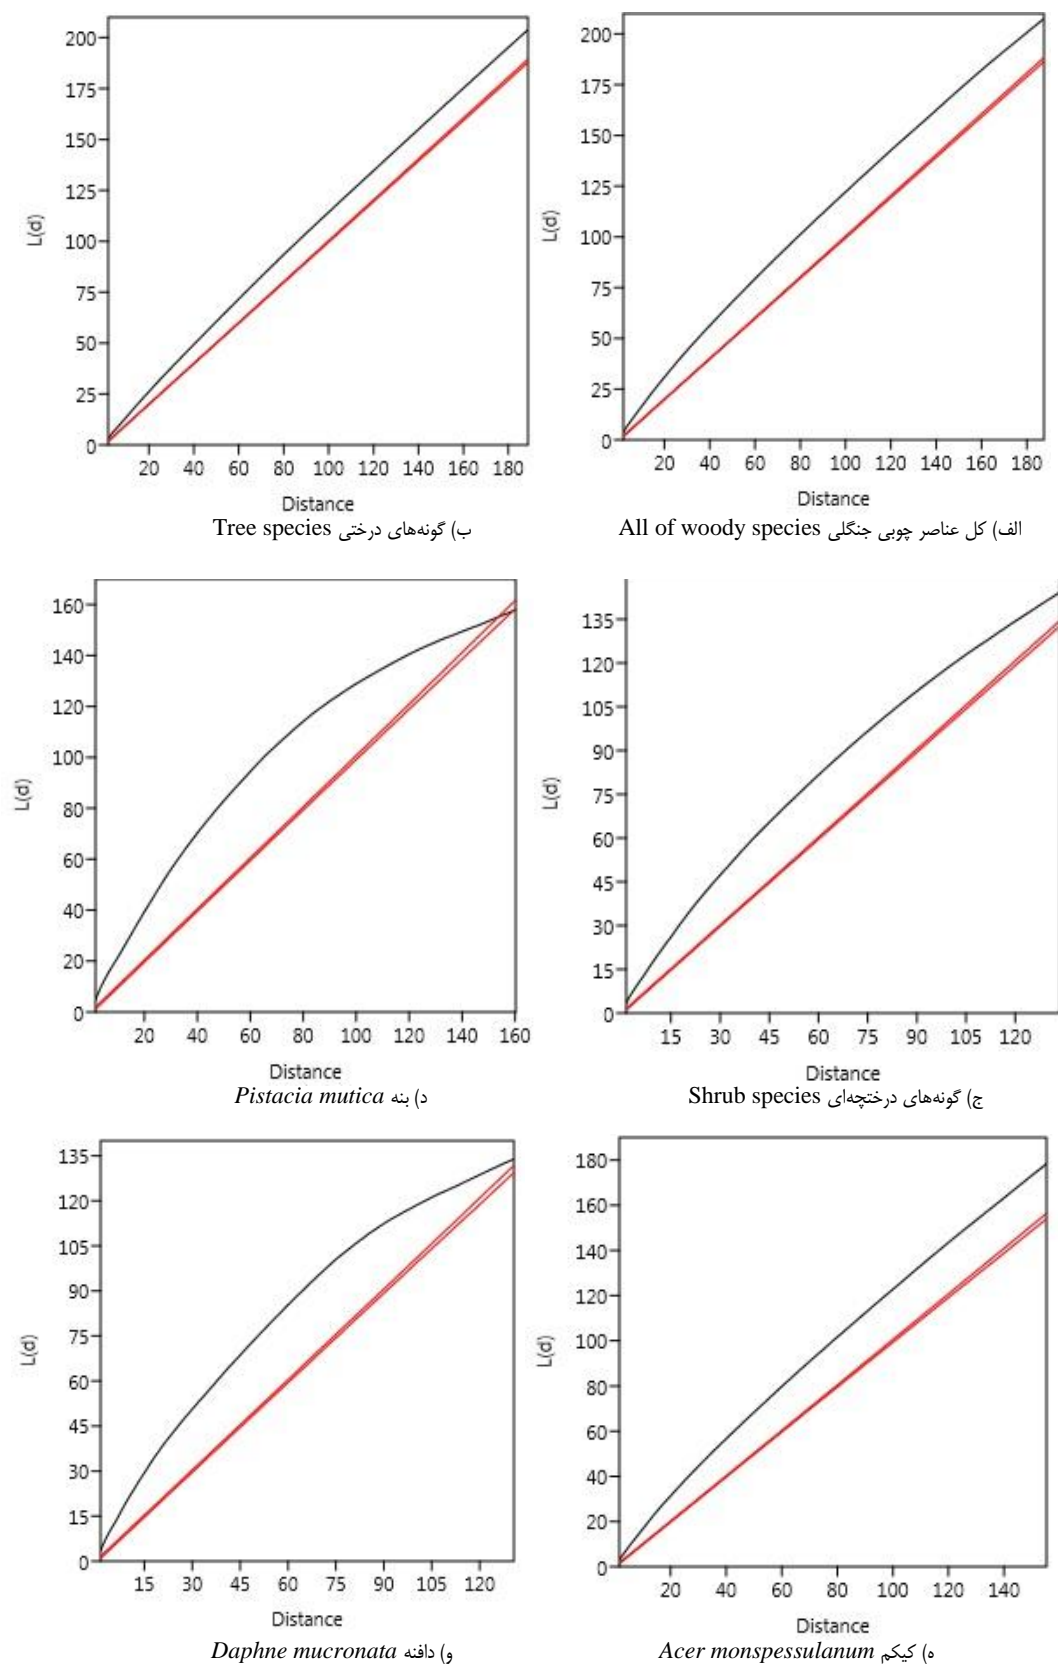 200
175
150
125
100
75
50
25
0
L(d)
20 40 60 80 100 120 140 160 180
Distance
ب) گونه‌های درختی Tree species
200
175
150
125
100
75
50
25
0
L(d)
20 40 60 80 100 120 140 160 180
Distance
الف) کل عناصر چوبی جنگلی All of woody species
160
140
120
100
80
60
40
20
0
L(d)
20 40 60 80 100 120 140 160
Distance
د) بنه Pistacia mutica
135
120
105
90
75
60
45
30
15
0
L(d)
15 30 45 60 75 90 105 120
Distance
ج) گونه‌های درختچه‌ای Shrub species
135
120
105
90
75
60
45
30
15
0
L(d)
15 30 45 60 75 90 105 120
Distance
و) دافنه Daphne mucronata
180
160
140
120
100
80
60
40
20
0
L(d)
20 40 60 80 100 120 140
Distance
ه) کیکم Acer monspessulanum